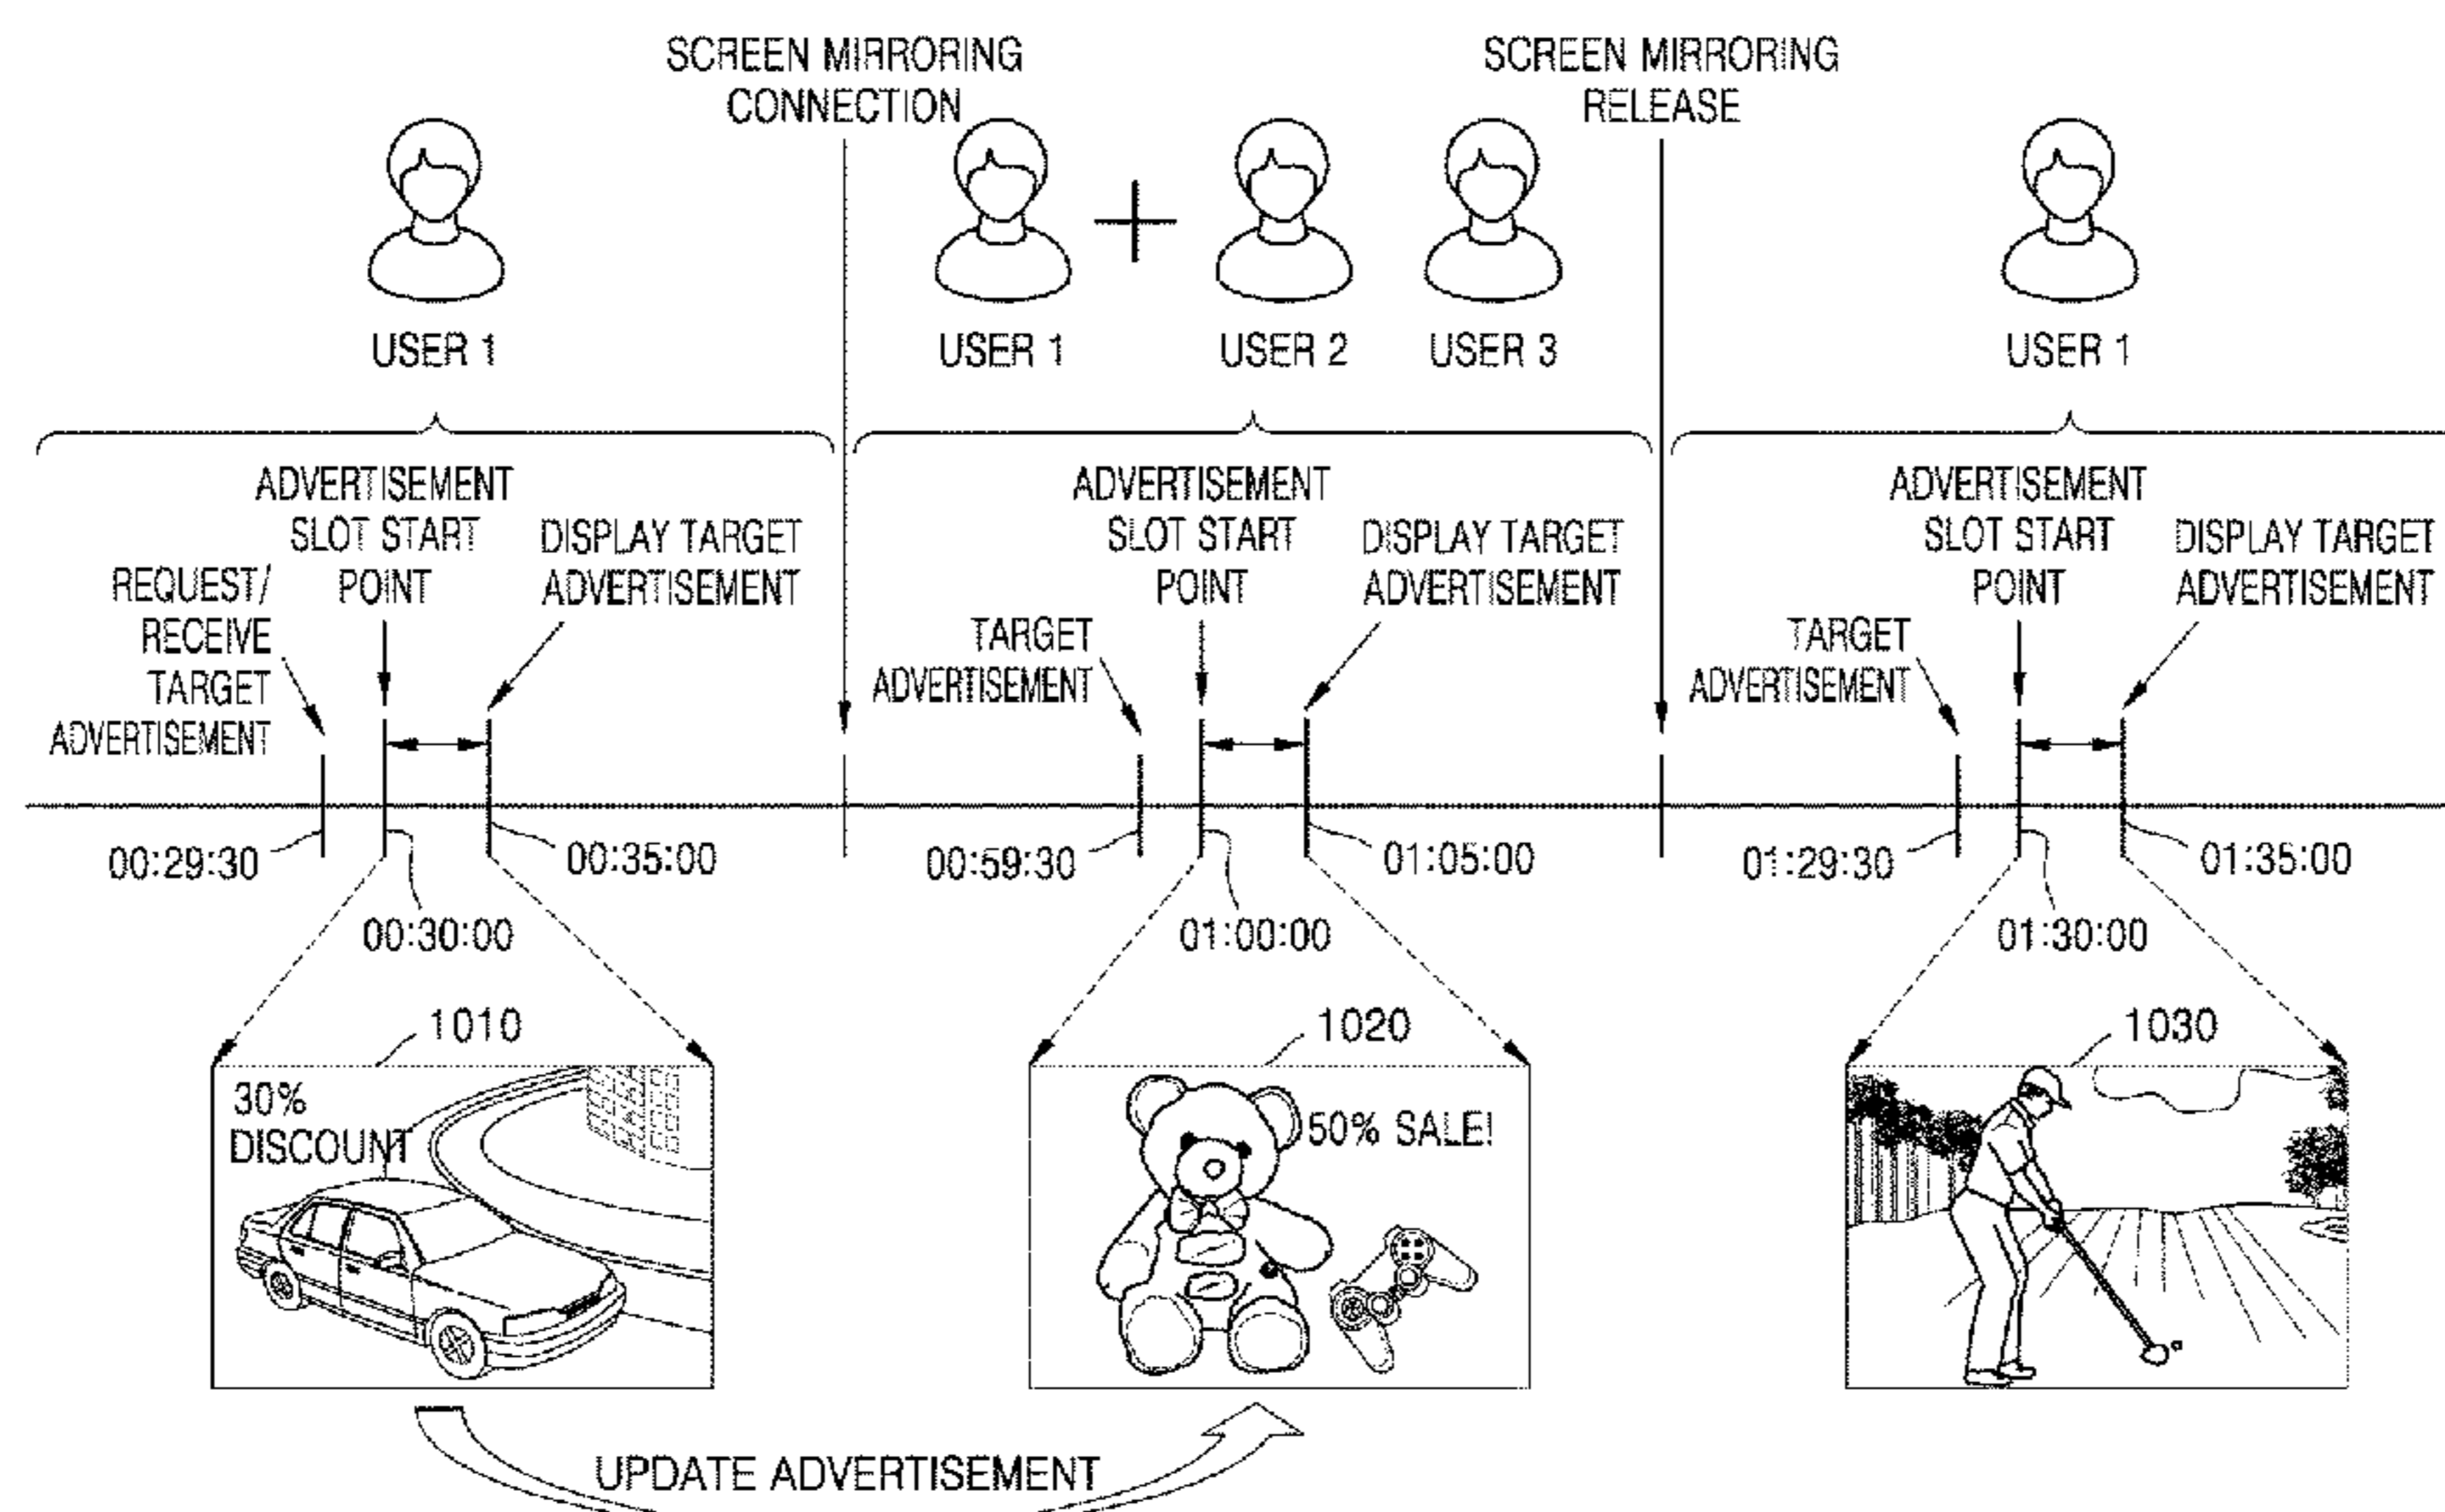 SCREEN MIRRORING
CONNECTION
SCREEN MIRRORING
RELEASE
USER 1
USER 1
USER 2
USER 3
USER 1
ADVERTISEMENT
SLOT START
POINT
DISPLAY TARGET
ADVERTISEMENT
REQUEST/
RECEIVE
TARGET
ADVERTISEMENT
ADVERTISEMENT
SLOT START
POINT
DISPLAY TARGET
ADVERTISEMENT
TARGET
ADVERTISEMENT
ADVERTISEMENT
SLOT START
POINT
DISPLAY TARGET
ADVERTISEMENT
TARGET
ADVERTISEMENT
00:29:30
00:30:00
00:35:00
00:59:30
01:00:00
01:05:00
01:29:30
01:30:00
01:35:00
1010
30%
DISCOUNT
1020
50% SALE!
1030
UPDATE ADVERTISEMENT